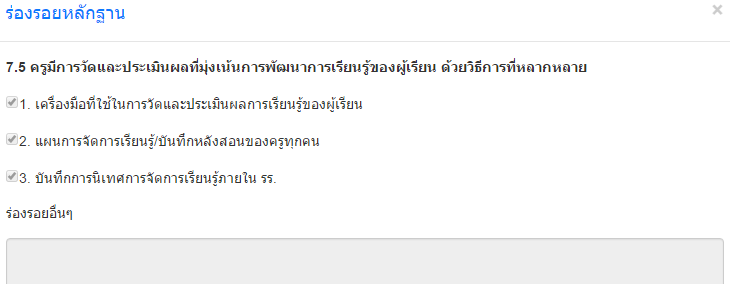 ร่องรอยหลักฐาน
×
7.5 ครูมีการวัดและประเมินผลที่มุ่งเน้นการพัฒนาการเรียนรู้ของผู้เรียน ด้วยวิธีการที่หลากหลาย
1. เครื่องมือที่ใช้ในการวัดและประเมินผลการเรียนรู้ของผู้เรียน
2. แผนการจัดการเรียนรู้/บันทึกหลังสอนของครูทุกคน
3. บันทึกการนิเทศการจัดการเรียนรู้ภายใน รร.
ร่องรอยอื่นๆ